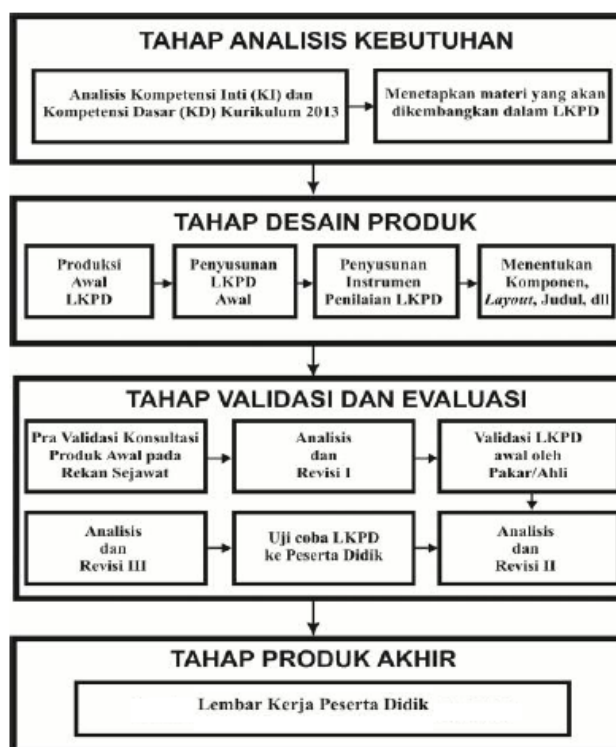 TAHAP ANALISIS KEBUTUHAN
Analisis Kompetensi Inti (KI) dan
Kompetensi Dasar (KD) Kurikulum 2013
Menetapkan materi yang akan
dikembangkan dalam LKPD
TAHAP DESAIN PRODUK
Produksi
Awal
LKPD
Penyusunan
LKPD
Awal
Penyusunan
Instrumen
Penilaian LKPD
Menentukan
Komponen,
Layout, Judul, dll
TAHAP VALIDASI DAN EVALUASI
Pra Validasi Konsultasi
Produk Awal pada
Rekan Sejawat
Analisis
dan
Revisi I
Validasi LKPD
awal oleh
Pakar/Ahli
Analisis
dan
Revisi III
Uji coba LKPD
ke Peserta Didik
Analisis
dan
Revisi II
TAHAP PRODUK AKHIR
Lembar Kerja Peserta Didik